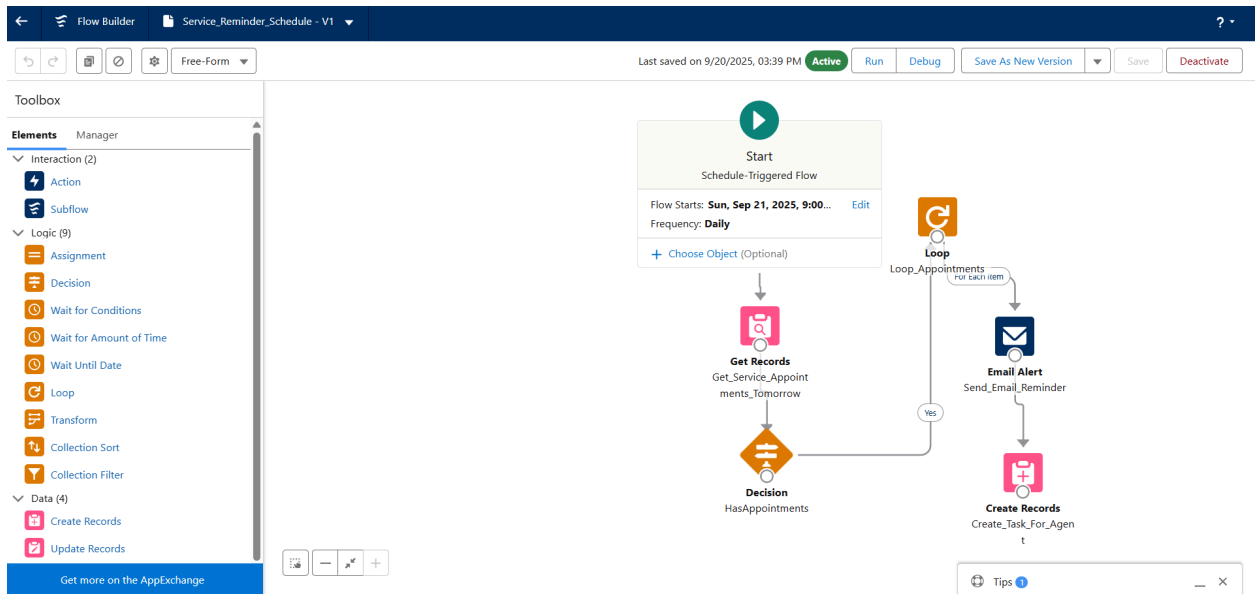 Flow Builder
Service_Reminder_Schedule - V1
?
Free-Form
Last saved on 9/20/2025, 03:39 PM
Active
Run
Debug
Save As New Version
Save
Deactivate
Toolbox
Elements
Manager
Interaction (2)
Action
Subflow
Logic (9)
Assignment
Decision
Wait for Conditions
Wait for Amount of Time
Wait Until Date
Loop
Transform
Collection Sort
Collection Filter
Data (4)
Create Records
Update Records
Get more on the AppExchange
Start
Schedule-Triggered Flow
Flow Starts: Sun, Sep 21, 2025, 9:00...
Edit
Frequency: Daily
+ Choose Object (Optional)
Get Records
Get_Service_Appoint
ments_Tomorrow
Decision
HasAppointments
Yes
Loop
Loop_Appointments
For Each Item
Email Alert
Send_Email_Reminder
Create Records
Create_Task_For_Agen
t
Tips 1